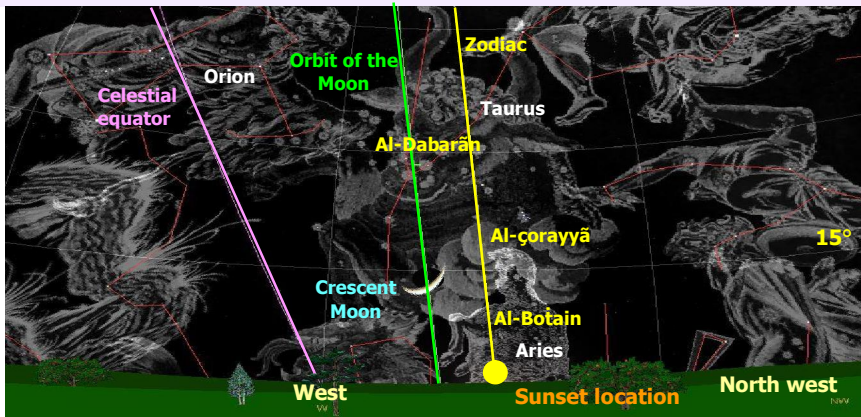 Zodiac
Orion
Orbit of the
Moon
Celestial
equator
Taurus
Al-Dabarãn
Al-çorayyã
15°
Crescent
Moon
Al-Botain
Aries
West
W
Sunset location
North west
NW